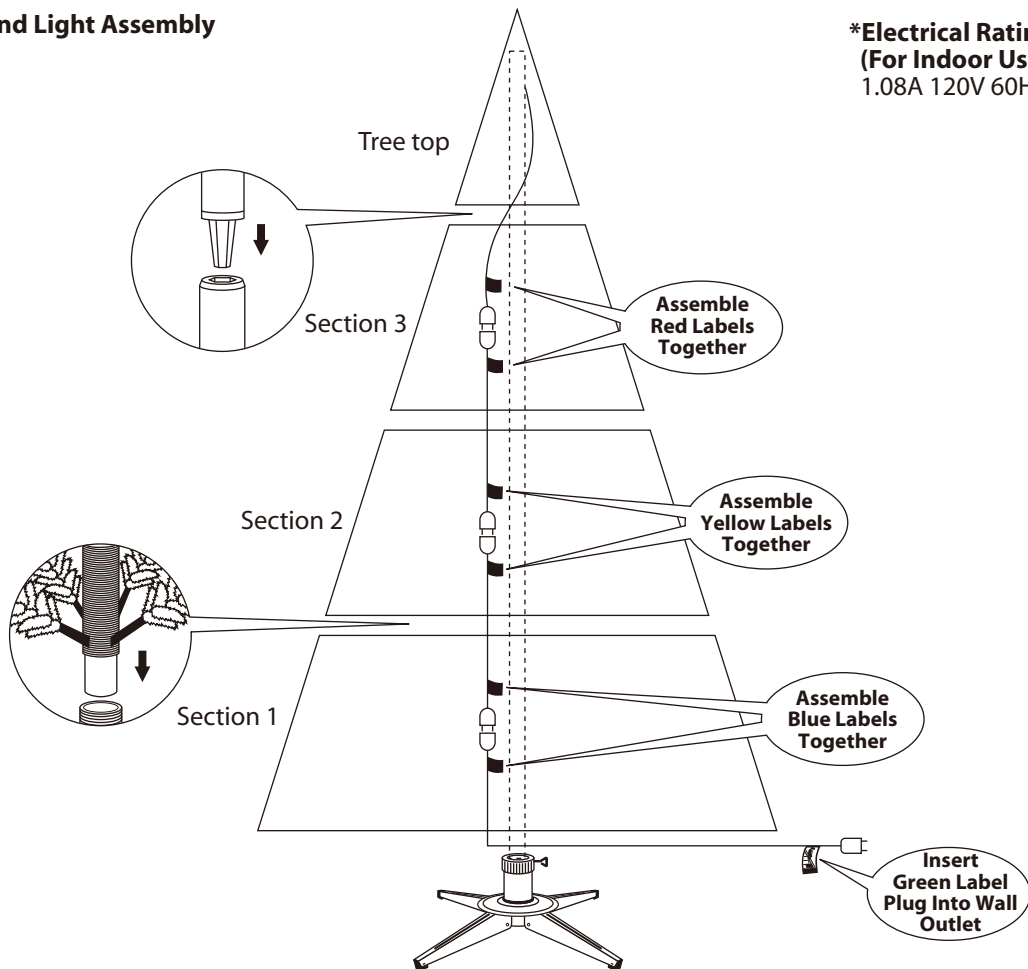 nd Light Assembly
*Electrical Ratin
(For Indoor Us
1.08A 120V 60H
Tree top
Section 3
Assemble
Red Labels
Together
Section 2
Assemble
Yellow Labels
Together
Section 1
Assemble
Blue Labels
Together
Insert
Green Label
Plug Into Wall
Outlet